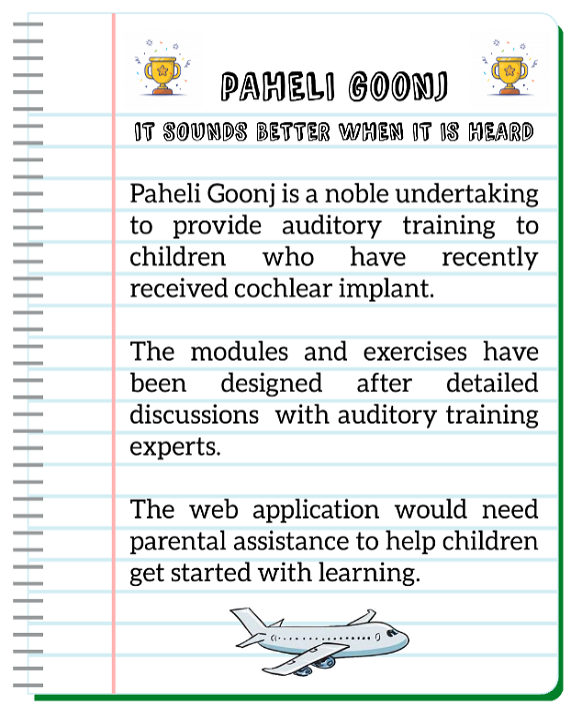 PAHELI GOONJ
IT SOUNDS BETTER WHEN IT IS HEARD
Paheli Goonj is a noble undertaking
to provide auditory training to
children who have recently
received cochlear implant.
The modules and exercises have
been designed after detailed
discussions with auditory training
experts.
The web application would need
parental assistance to help children
get started with learning.